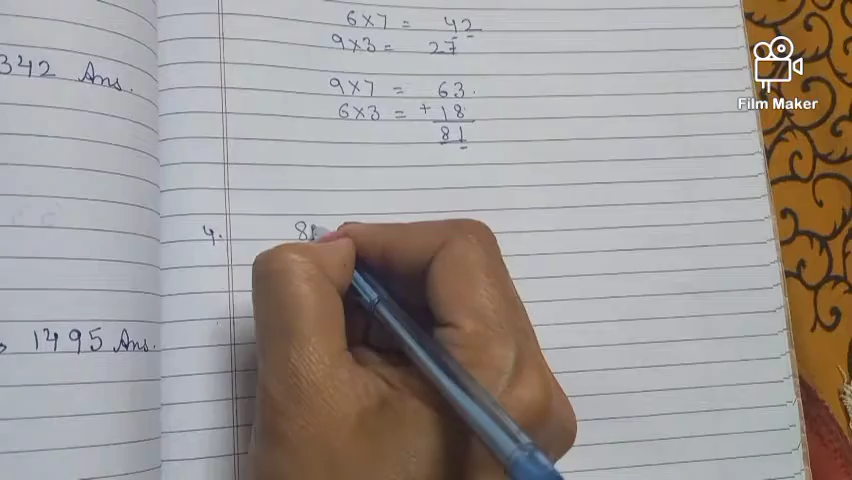 6×7 = 42
9×3 = 27
342 Ans.
9×7 = 63
6×3 = + 18
81
4.
1495 Ans.
Film Maker